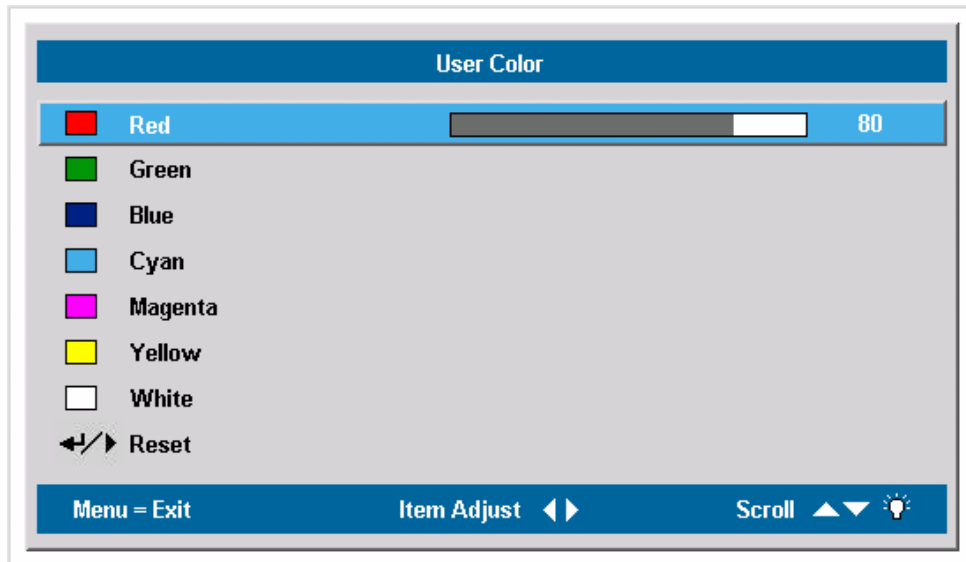 User Color
Red 80
Green
Blue
Cyan
Magenta
Yellow
White
Reset
Menu = Exit Item Adjust Scroll